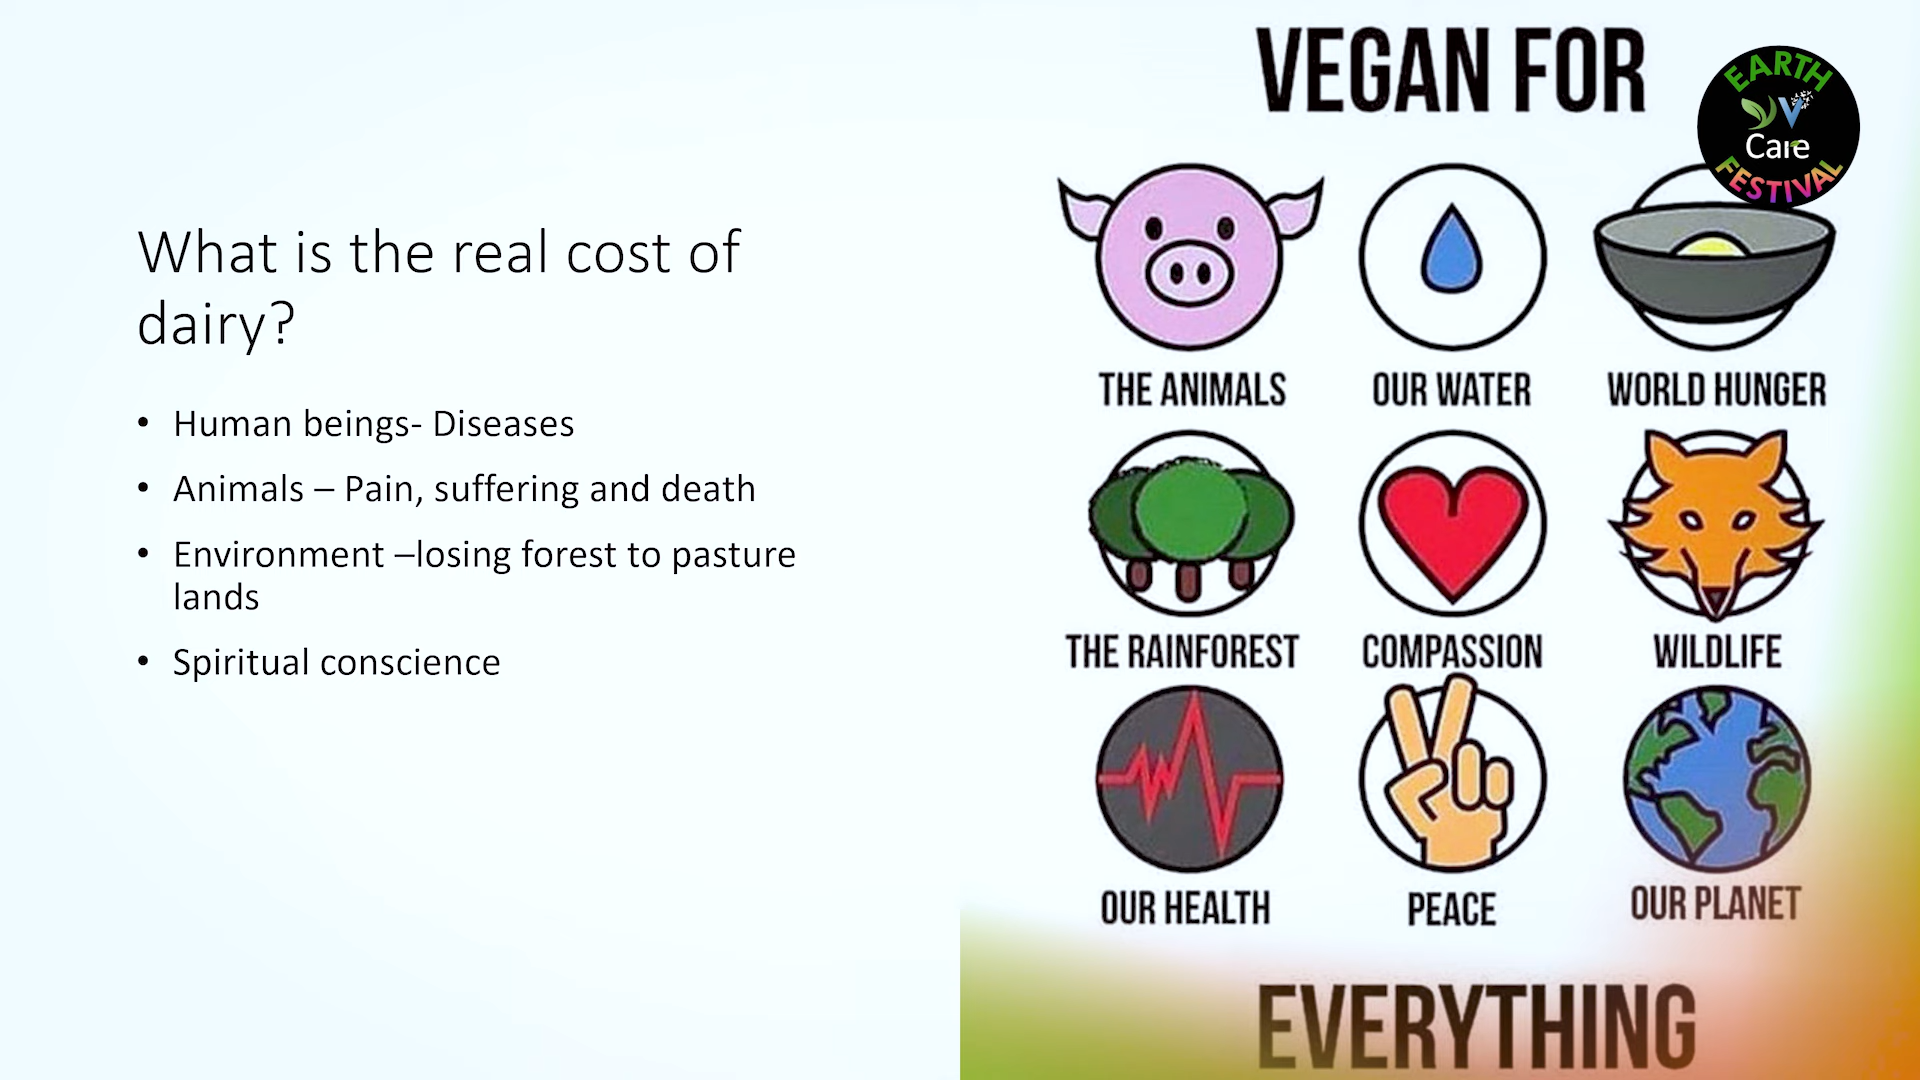 What is the real cost of
dairy?
• Human beings- Diseases
• Animals – Pain, suffering and death
• Environment –losing forest to pasture
lands
• Spiritual conscience
VEGAN FOR
EARTH
V
Care
FESTIVAL
THE ANIMALS
OUR WATER
WORLD HUNGER
THE RAINFOREST
COMPASSION
WILDLIFE
OUR HEALTH
PEACE
OUR PLANET
EVERYTHING